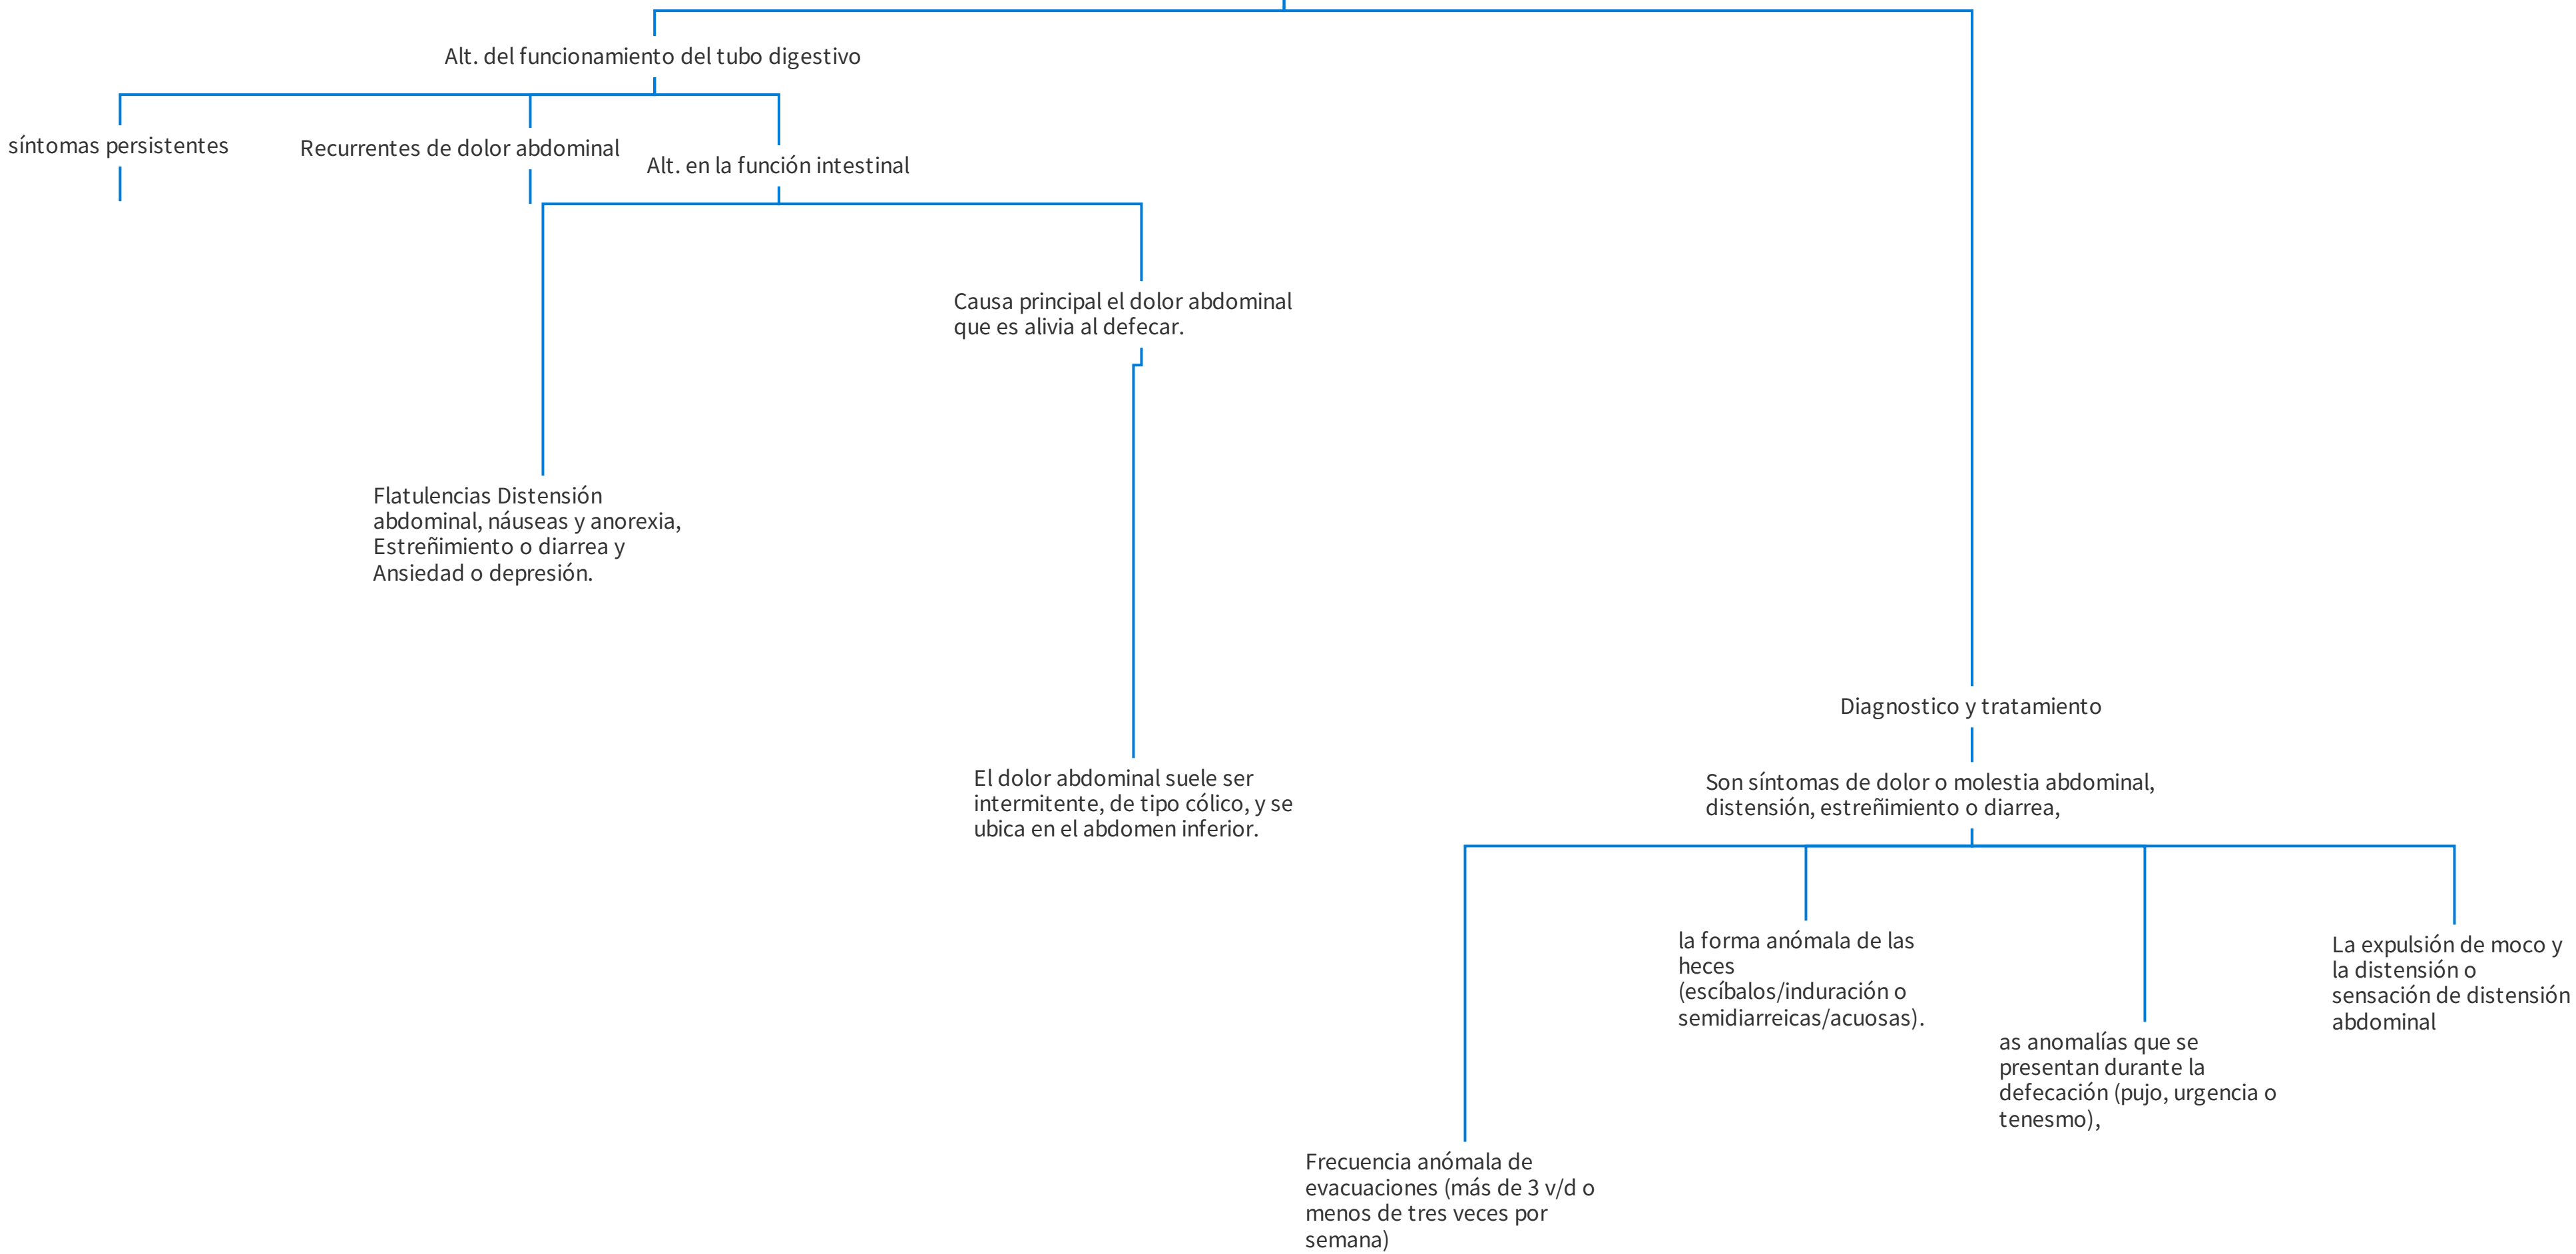 Alt. del funcionamiento del tubo digestivo
síntomas persistentes
Recurrentes de dolor abdominal
Alt. en la función intestinal
Causa principal el dolor abdominal
que es alivia al defecar.
Flatulencias Distensión
abdominal, náuseas y anorexia,
Estreñimiento o diarrea y
Ansiedad o depresión.
El dolor abdominal suele ser
intermitente, de tipo cólico, y se
ubica en el abdomen inferior.
Diagnostico y tratamiento
Son síntomas de dolor o molestia abdominal,
distensión, estreñimiento o diarrea,
Frecuencia anómala de
evacuaciones (más de 3 v/d o
menos de tres veces por
semana)
la forma anómala de las
heces
(escíbalos/induración o
semidiarreicas/acuosas).
as anomalías que se
presentan durante la
defecación (pujo, urgencia o
tenesmo),
La expulsión de moco y
la distensión o
sensación de distensión
abdominal